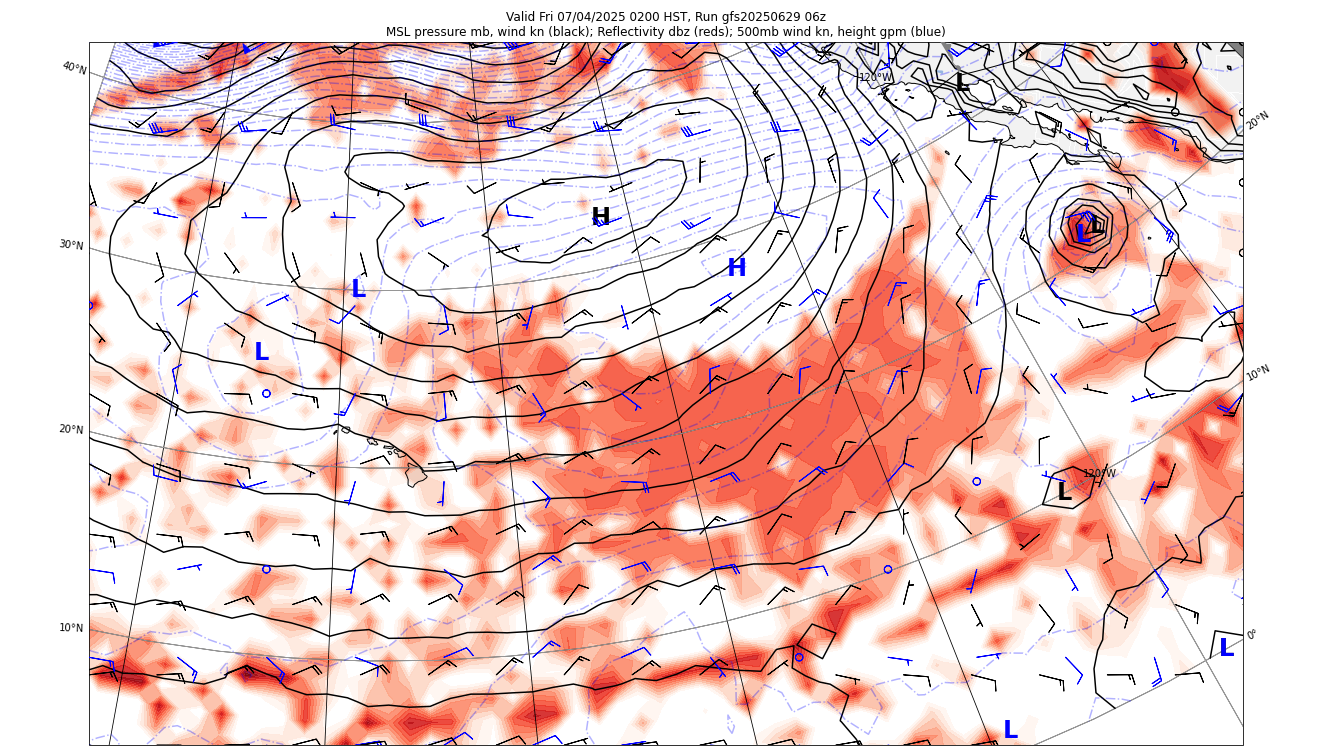 Valid Fri 07/04/2025 0200 HST, Run gfs20250629 06z
MSL pressure mb, wind kn (black); Reflectivity dbz (reds); 500mb wind kn, height gpm (blue)
40°N
120°W
L
20°N
H
L
L
30°N
H
L
L
10°N
20°N
120°W
L
10°N
0°
L
L